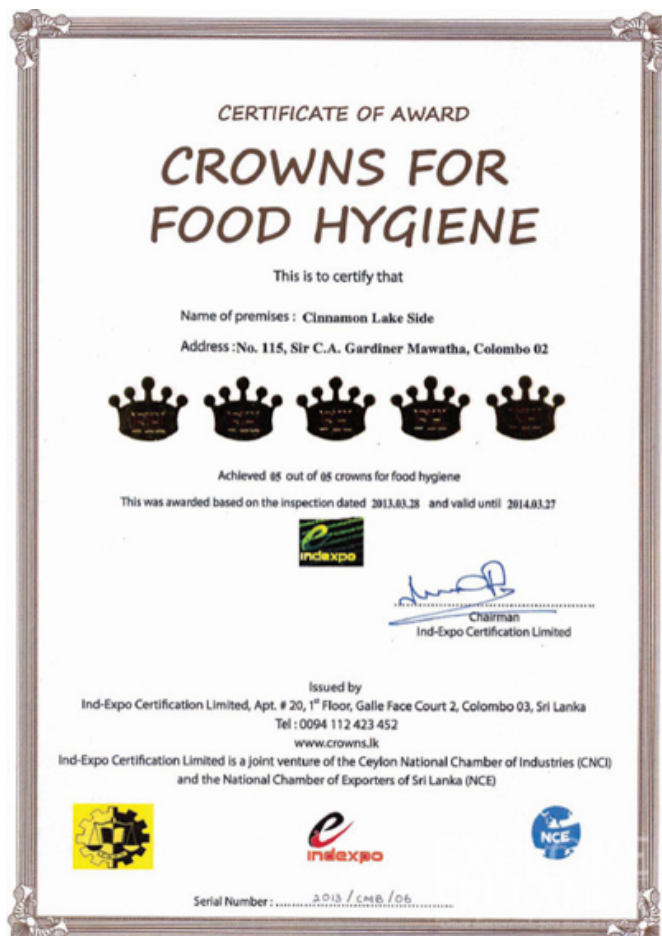 CERTIFICATE OF AWARD
CROWNS FOR
FOOD HYGIENE
This is to certify that
Name of premises : Cinnamon Lake Side
Address : No. 115, Sir C.A. Gardiner Mawatha, Colombo 02
Achieved 05 out of 05 crowns for food hygiene
This was awarded based on the inspection dated 2013.03.28 and valid until 2014.03.27
indexpo
Chairman
Ind-Expo Certification Limited
Issued by
Ind-Expo Certification Limited, Apt. # 20, 1st Floor, Galle Face Court 2, Colombo 03, Sri Lanka
Tel : 0094 112 423 452
www.crowns.lk
Ind-Expo Certification Limited is a joint venture of the Ceylon National Chamber of Industries (CNCI)
and the National Chamber of Exporters of Sri Lanka (NCE)
indexpo
NCE
Serial Number : 2013 / CMB / 06